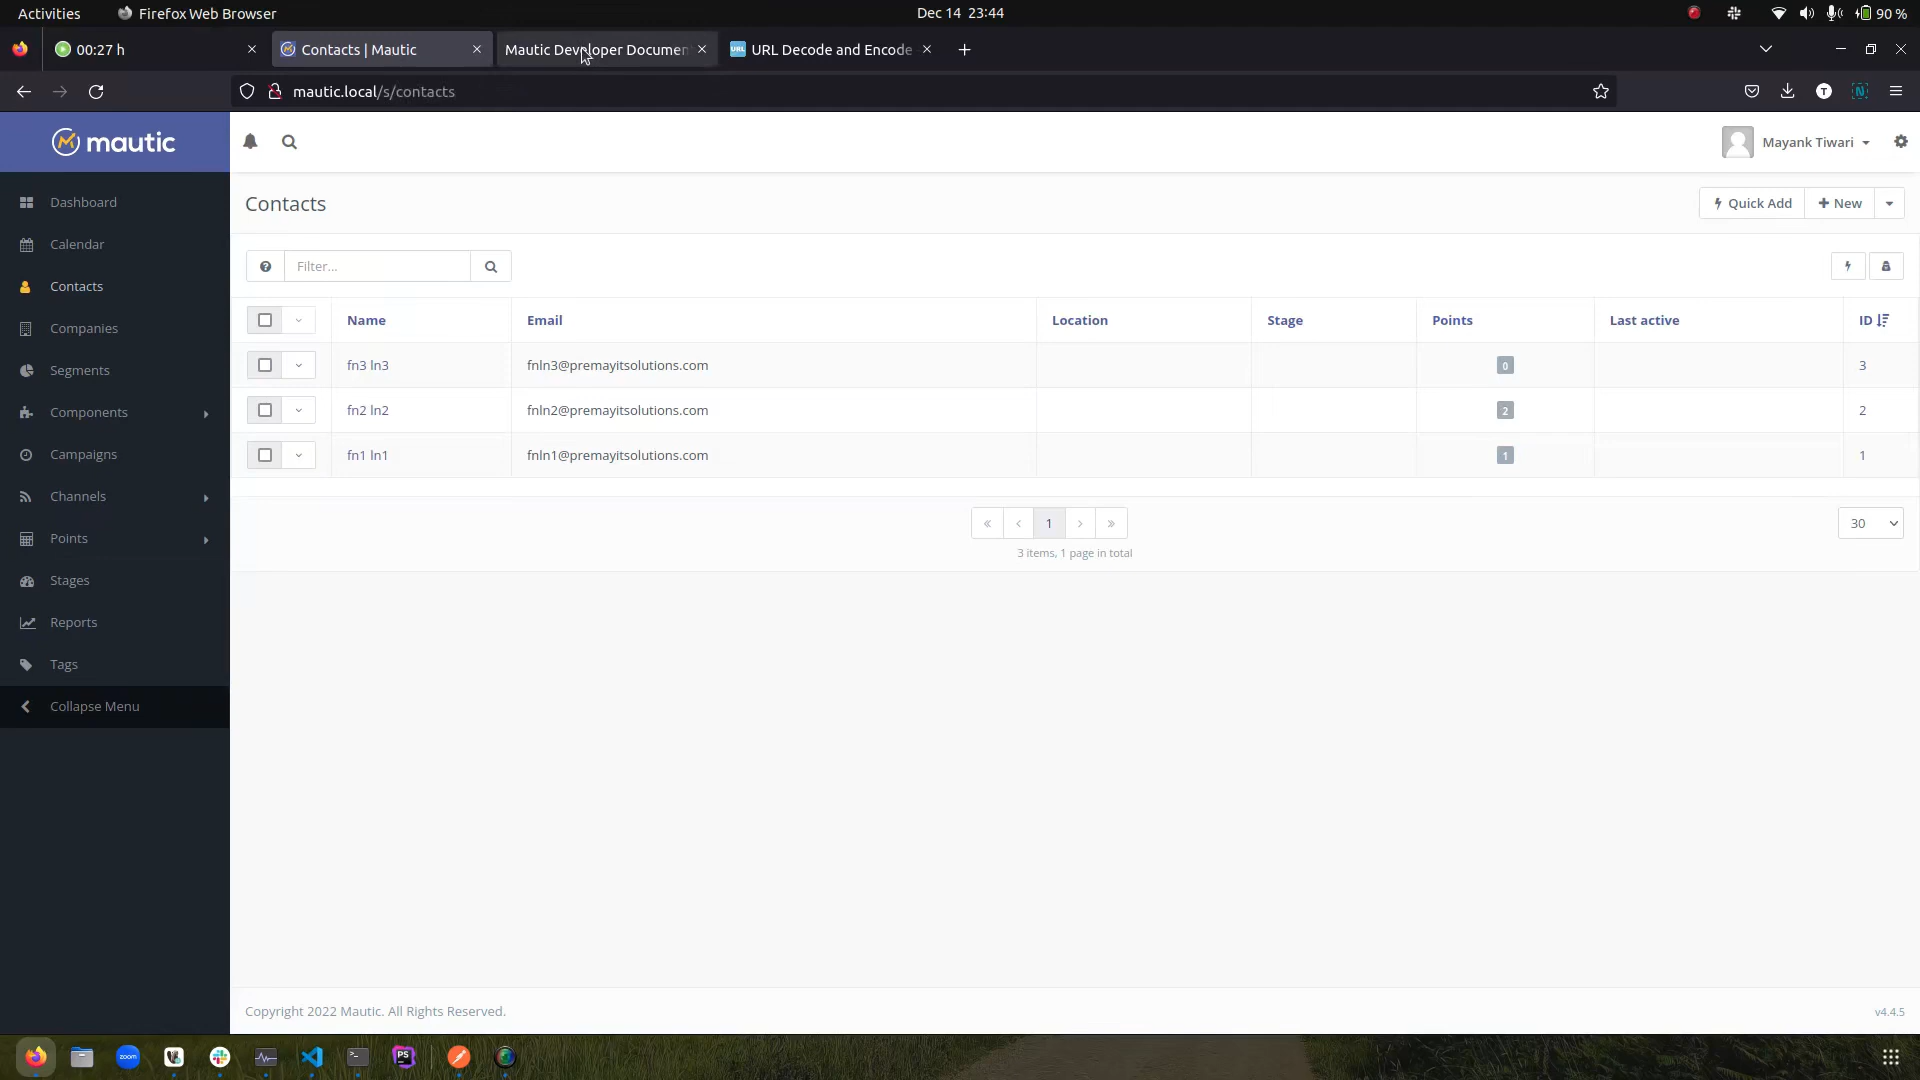 Activities
Firefox Web Browser
Dec 14 23:44
90 %
00:27 h
Contacts | Mautic
Mautic Developer Documen
URL Decode and Encode
mautic.local/s/contacts
mautic
Mayank Tiwari
Dashboard
Calendar
Contacts
Companies
Segments
Components
Campaigns
Channels
Points
Stages
Reports
Tags
Collapse Menu
Contacts
Quick Add
New
Filter...
Name Email Location Stage Points Last active ID
fn3 ln3 fnln3@premayitsolutions.com 0 3
fn2 ln2 fnln2@premayitsolutions.com 2 2
fn1 ln1 fnln1@premayitsolutions.com 1 1
« ‹ 1 › »
30
3 items, 1 page in total
Copyright 2022 Mautic. All Rights Reserved.
v4.4.5
zoom
PS